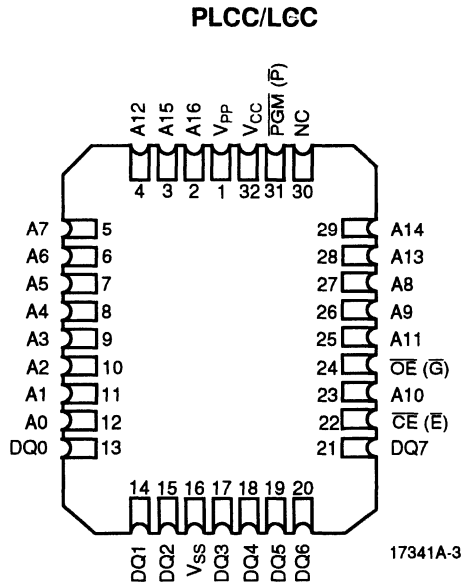 PLCC/LCC
A12 A15 A16 VPP VCC PGM (P) NC
4 3 2 1 32 31 30
A7 5 29 A14
A6 6 28 A13
A5 7 27 A8
A4 8 26 A9
A3 9 25 A11
A2 10 24 OE (G)
A1 11 23 A10
A0 12 22 CE (E)
DQ0 13 21 DQ7
14 15 16 17 18 19 20
DQ1 DQ2 VSS DQ3 DQ4 DQ5 DQ6
17341A-3